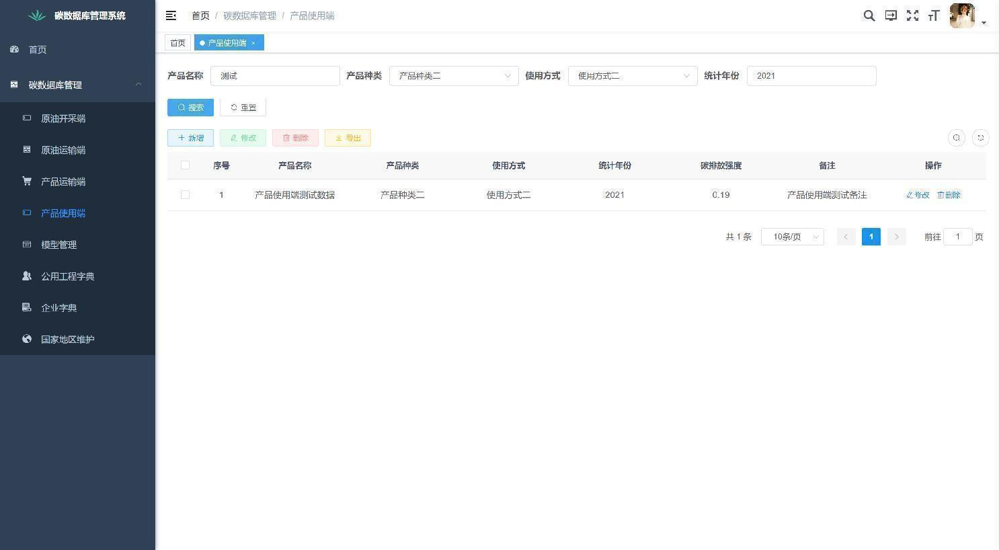 碳数据库管理系统
首页 / 碳数据库管理 / 产品使用端
首页
碳数据库管理
原油开采端
原油运输端
产品运输端
产品使用端
模型管理
公用工程字典
企业字典
国家地区维护
首页 产品使用端 ×
产品名称 测试 产品种类 产品种类二 使用方式 使用方式二 统计年份 2021
搜索 重置
新增 修改 删除 导出
序号 产品名称 产品种类 使用方式 统计年份 碳排放强度 备注 操作
1 产品使用端测试数据 产品种类二 使用方式二 2021 0.19 产品使用端测试备注 修改 删除
共 1 条 10条/页 < 1 > 前往 1 页